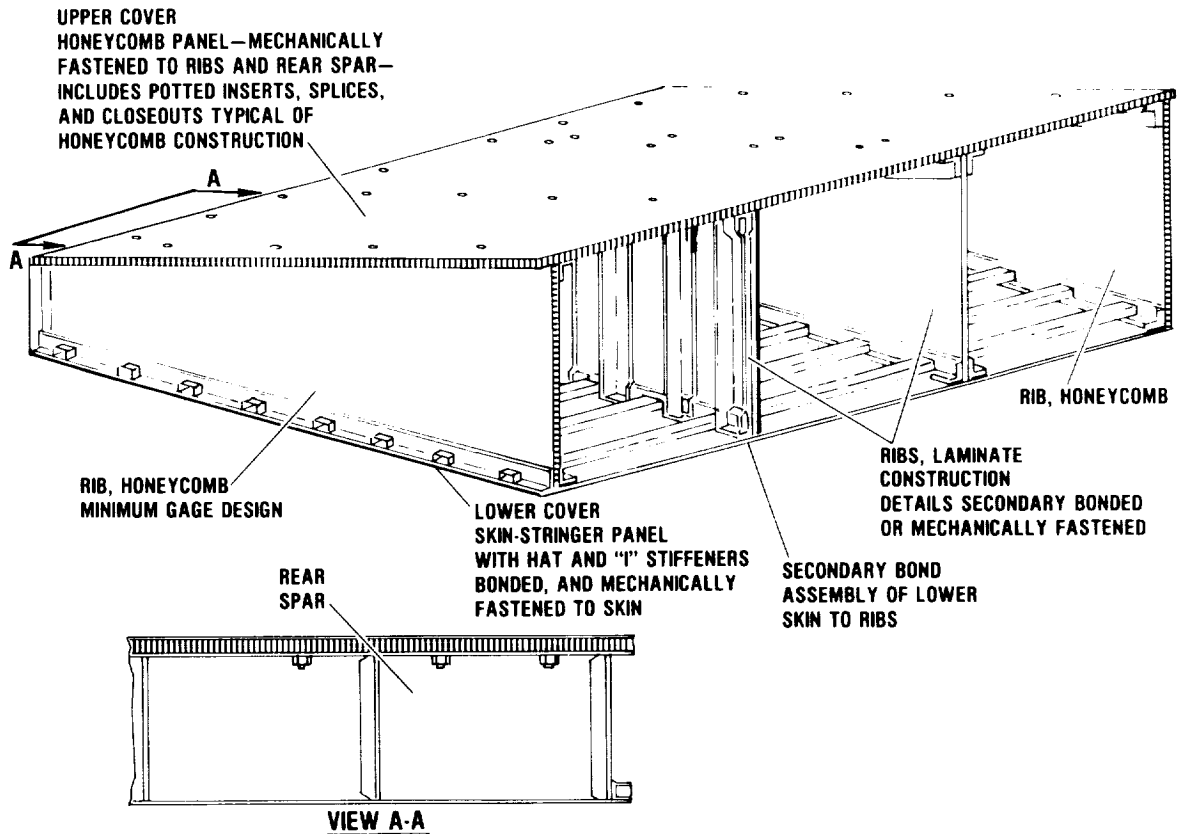 UPPER COVER
HONEYCOMB PANEL—MECHANICALLY
FASTENED TO RIBS AND REAR SPAR—
INCLUDES POTTED INSERTS, SPLICES,
AND CLOSEOUTS TYPICAL OF
HONEYCOMB CONSTRUCTION
A
A
RIB, HONEYCOMB
RIB, HONEYCOMB
MINIMUM GAGE DESIGN
LOWER COVER
SKIN-STRINGER PANEL
WITH HAT AND "I" STIFFENERS
BONDED, AND MECHANICALLY
FASTENED TO SKIN
RIBS, LAMINATE
CONSTRUCTION
DETAILS SECONDARY BONDED
OR MECHANICALLY FASTENED
SECONDARY BOND
ASSEMBLY OF LOWER
SKIN TO RIBS
REAR
SPAR
VIEW A-A